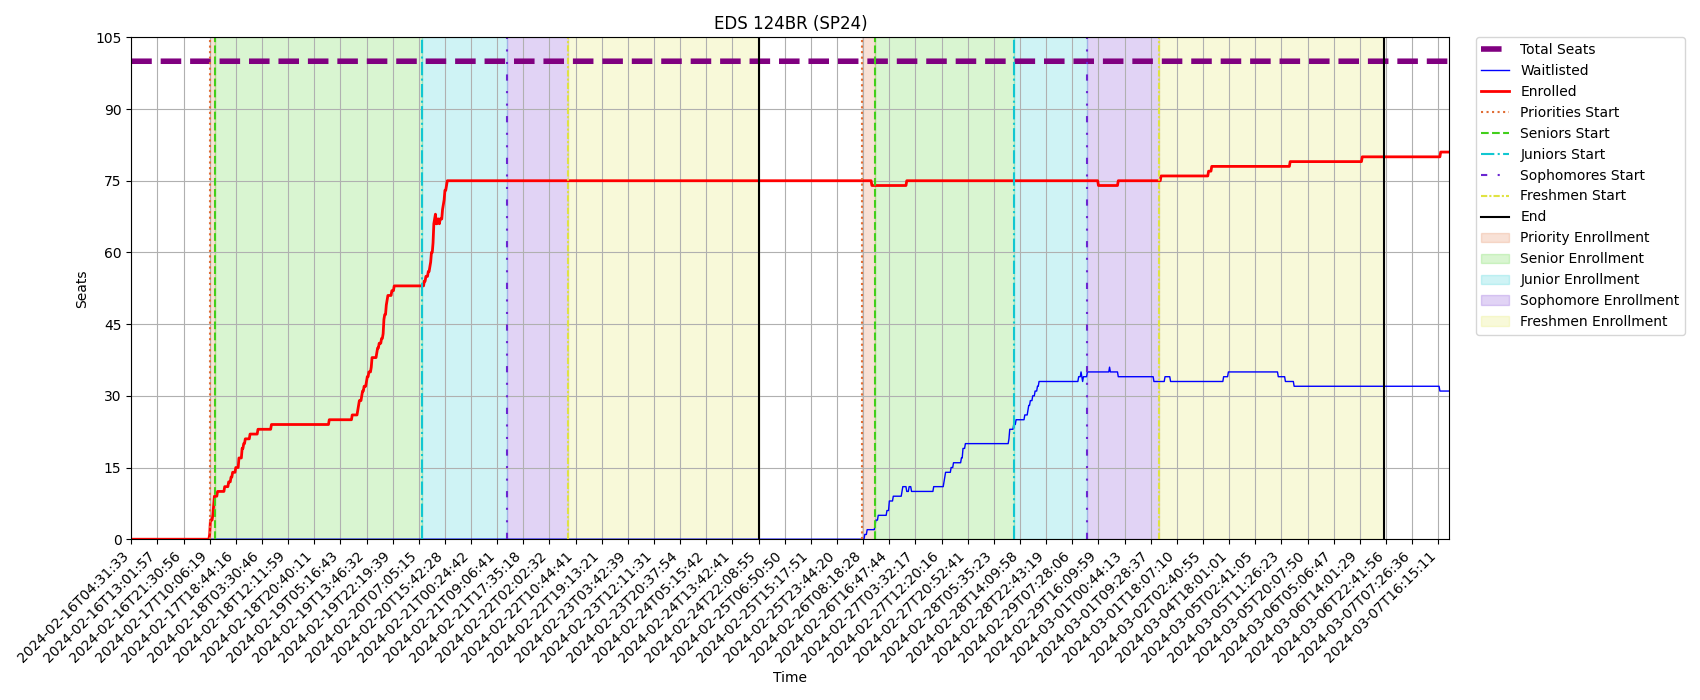 EDS 124BR (SP24)
105
90
75
60
45
30
15
0
Seats
2024-02-16T04:31:33
2024-02-16T13:01:57
2024-02-16T21:30:56
2024-02-17T10:06:19
2024-02-17T18:44:16
2024-02-18T03:30:46
2024-02-18T12:11:59
2024-02-18T20:40:11
2024-02-19T05:16:43
2024-02-19T13:46:32
2024-02-19T22:19:39
2024-02-20T07:05:15
2024-02-20T15:42:28
2024-02-21T00:24:42
2024-02-21T09:06:41
2024-02-21T17:35:18
2024-02-22T02:02:32
2024-02-22T10:44:41
2024-02-22T19:13:21
2024-02-23T03:42:39
2024-02-23T12:11:31
2024-02-23T20:37:54
2024-02-24T05:15:42
2024-02-24T13:42:41
2024-02-24T22:08:55
2024-02-25T06:50:50
2024-02-25T15:17:51
2024-02-25T23:44:20
2024-02-26T08:18:28
2024-02-26T16:47:44
2024-02-27T03:32:17
2024-02-27T12:20:16
2024-02-27T20:52:41
2024-02-28T05:35:23
2024-02-28T14:09:58
2024-02-28T22:43:19
2024-02-29T07:28:06
2024-02-29T16:09:59
2024-03-01T00:44:13
2024-03-01T09:28:37
2024-03-01T18:07:10
2024-03-02T02:40:55
2024-03-04T18:01:01
2024-03-05T02:41:05
2024-03-05T11:26:23
2024-03-05T20:07:50
2024-03-06T05:06:47
2024-03-06T14:01:29
2024-03-06T22:41:56
2024-03-07T07:26:36
2024-03-07T16:15:11
Time
Total Seats
Waitlisted
Enrolled
Priorities Start
Seniors Start
Juniors Start
Sophomores Start
Freshmen Start
End
Priority Enrollment
Senior Enrollment
Junior Enrollment
Sophomore Enrollment
Freshmen Enrollment